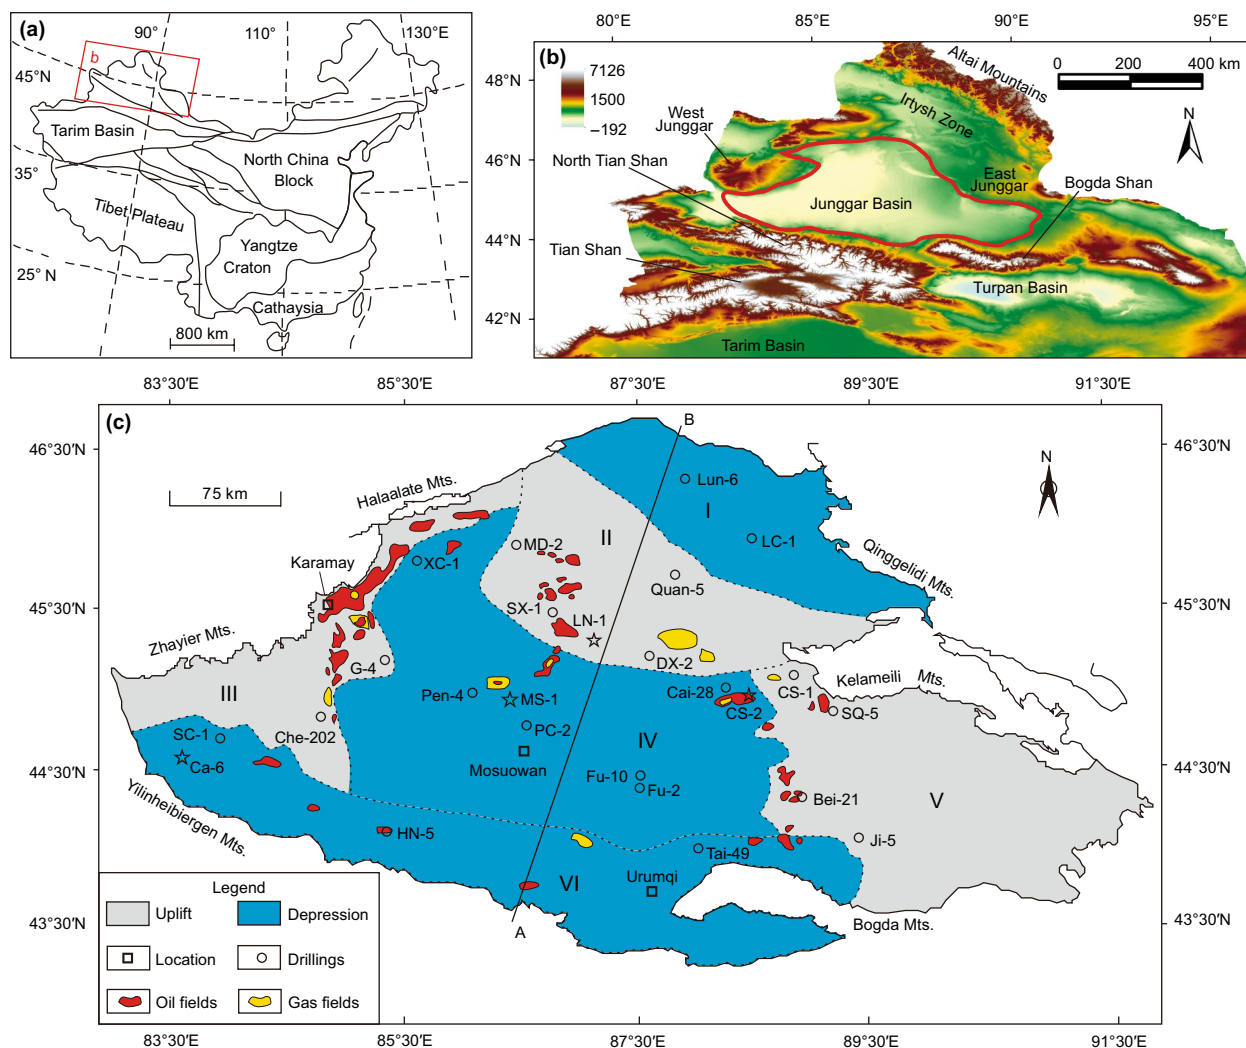 (a)
90°
110°
130°E
b
45°N
Tarim Basin
North China
Block
35°
Tibet Plateau
Yangtze
Craton
25° N
Cathaysia
800 km
80°E
85°E
90°E
95°E
(b)
7126
1500
−192
Altai Mountains
0 200 400 km
48°N
West
Junggar
Irtysh Zone
N
46°N
North Tian Shan
East
Junggar
Bogda Shan
Junggar Basin
44°N
Tian Shan
Turpan Basin
42°N
Tarim Basin
83°30′E
85°30′E
87°30′E
89°30′E
91°30′E
(c)
B
46°30′N
46°30′N
N
75 km
Halaalate Mts.
Lun-6
I
II
MD-2
LC-1
Karamay
XC-1
Qinggelidj Mts.
Quan-5
45°30′N
45°30′N
SX-1
LN-1
Zhayier Mts.
G-4
DX-2
Kelameili Mts.
III
Pen-4
MS-1
Cai-28
CS-1
CS-2
SQ-5
SC-1
Che-202
PC-2
IV
Ca-6
Mosuowan
44°30′N
44°30′N
Fu-10
Fu-2
Bei-21
V
Yilinheibiergen Mts.
HN-5
Ji-5
Tai-49
VI
Urumqi
A
Bogda Mts.
43°30′N
43°30′N
Legend
Uplift
Depression
Location
Drillings
Oil fields
Gas fields
83°30′E
85°30′E
87°30′E
89°30′E
91°30′E